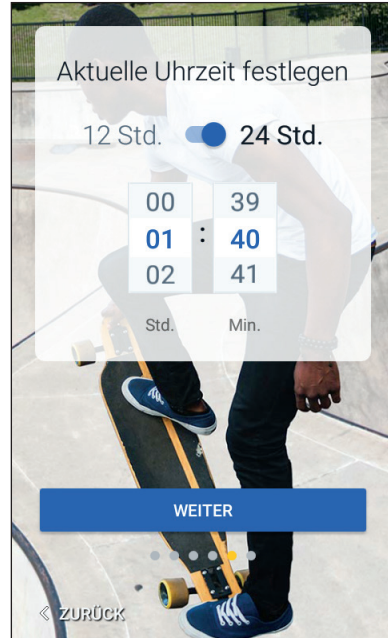 Aktuelle Uhrzeit festlegen
12 Std. 24 Std.
00 39
01 : 40
02 41
Std. Min.
WEITER
ZURÜCK